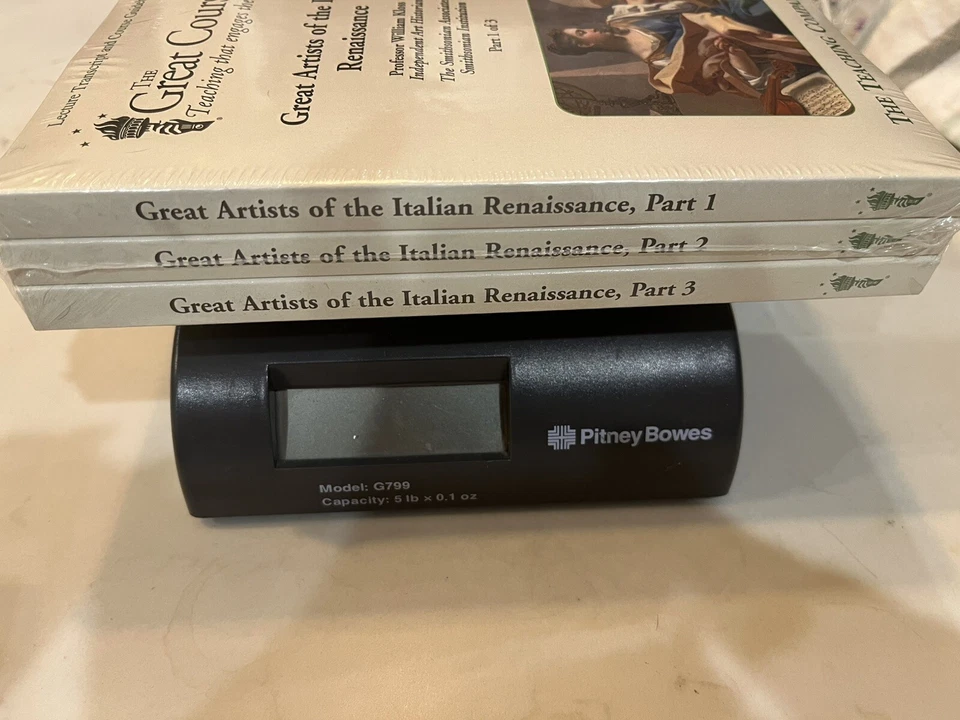 Lecture Transcript and Course Guidebook
THE
Great Cour
Teaching that engages the
Great Artists of the I
Renaissance
Professor William Kloss
Independent Art Historian
The Smithsonian Associates,
Smithsonian Institution
Part 1 of 3
THE TEACHING COM
Great Artists of the Italian Renaissance, Part 1
Great Artists of the Italian Renaissance, Part 2
Great Artists of the Italian Renaissance, Part 3
Pitney Bowes
Model: G799
Capacity: 5 lb x 0.1 oz